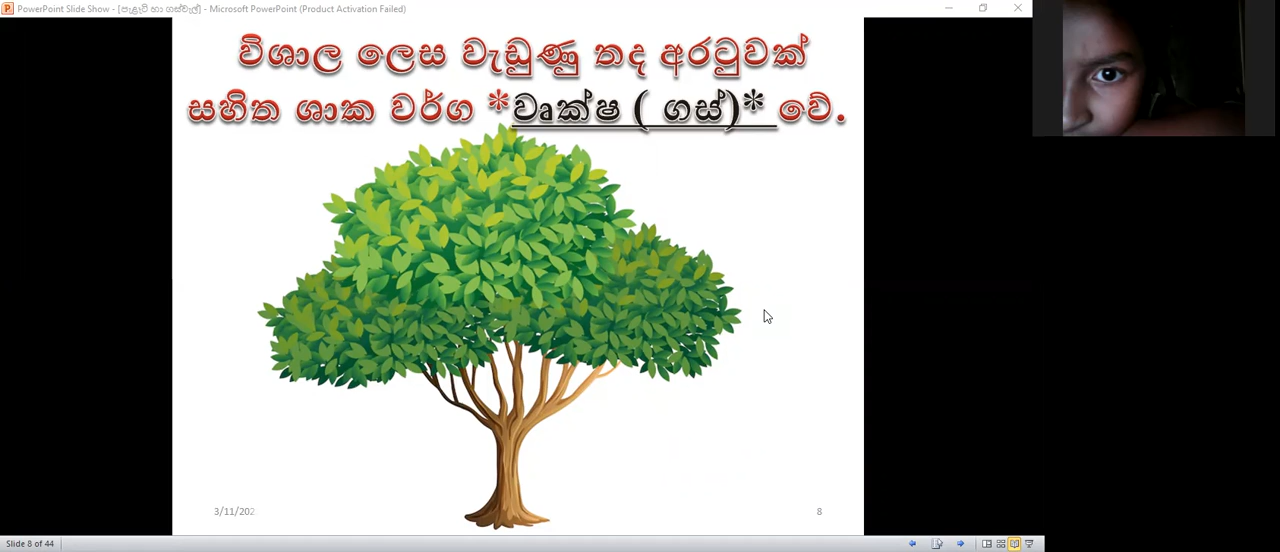 PowerPoint Slide Show - [පැළෑටි හා ගස්වැල්] - Microsoft PowerPoint (Product Activation Failed)
විශාල ලෙස වැඩුණු තද අරටුවක්
සහිත ශාක වර්ග *වෘක්ෂ ( ගස්)* වේ.
3/11/202
8
Slide 8 of 44